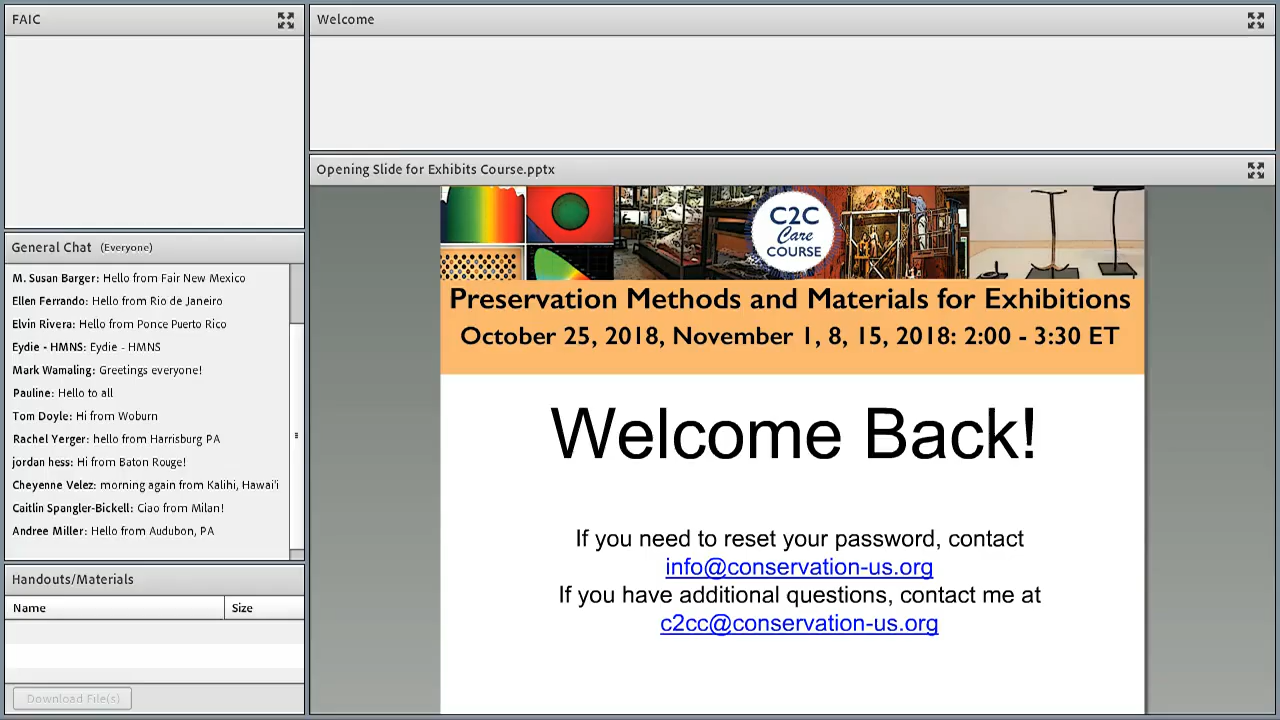 FAIC
General Chat (Everyone)
M. Susan Barger: Hello from Fair New Mexico
Ellen Ferrando: Hello from Rio de Janeiro
Elvin Rivera: Hello from Ponce Puerto Rico
Eydie - HMNS: Eydie - HMNS
Mark Wamaling: Greetings everyone!
Pauline: Hello to all
Tom Doyle: Hi from Woburn
Rachel Yerger: hello from Harrisburg PA
jordan hess: Hi from Baton Rouge!
Cheyenne Velez: morning again from Kalihi, Hawai'i
Caitlin Spangler-Bickell: Ciao from Milan!
Andree Miller: Hello from Audubon, PA
Handouts/Materials
Name Size
Download File(s)
Welcome
Opening Slide for Exhibits Course.pptx
C2C
Care
COURSE
Preservation Methods and Materials for Exhibitions
October 25, 2018, November 1, 8, 15, 2018: 2:00 - 3:30 ET
Welcome Back!
If you need to reset your password, contact
info@conservation-us.org
If you have additional questions, contact me at
c2cc@conservation-us.org